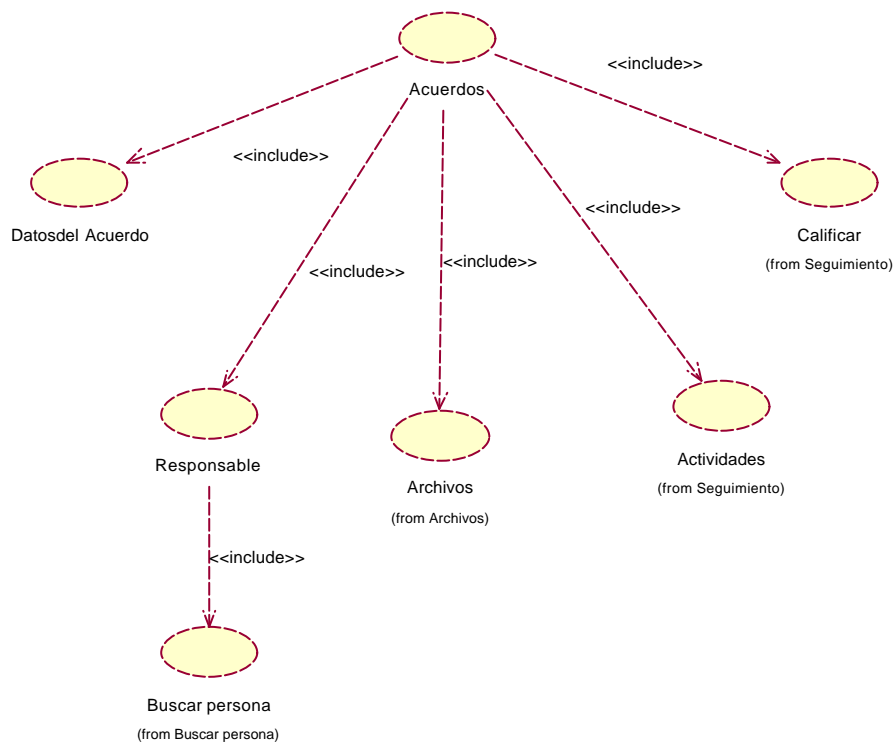 <<include>>
Acuerdos
<<include>>
<<include>>
Datosdel Acuerdo
Calificar
(from Seguimiento)
<<include>>
<<include>>
<<include>>
Responsable
Archivos
(from Archivos)
Actividades
(from Seguimiento)
<<include>>
Buscar persona
(from Buscar persona)